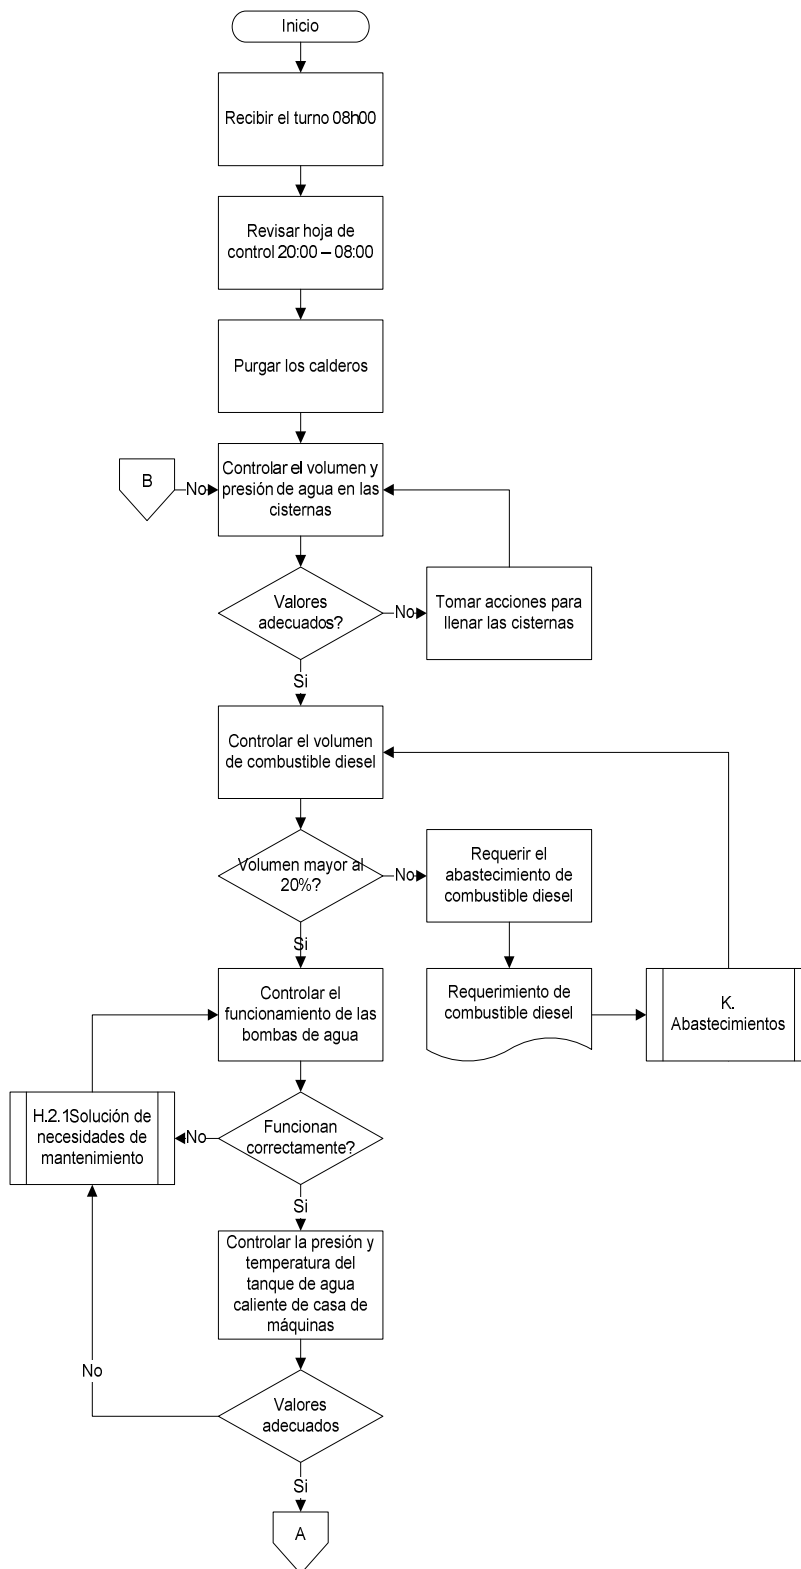 Inicio
Recibir el turno 08h00
Revisar hoja de
control 20:00 – 08:00
Purgar los calderos
B
No
Controlar el volumen y
presión de agua en las
cisternas
Valores
adecuados?
No
Tomar acciones para
llenar las cisternas
Si
Controlar el volumen
de combustible diesel
Volumen mayor al
20%?
No
Requerir el
abastecimiento de
combustible diesel
Si
Requerimiento de
combustible diesel
K.
Abastecimientos
Controlar el
funcionamiento de las
bombas de agua
H.2.1Solución de
necesidades de
mantenimiento
No
Funcionan
correctamente?
Si
Controlar la presión y
temperatura del
tanque de agua
caliente de casa de
máquinas
No
Valores
adecuados
Si
A